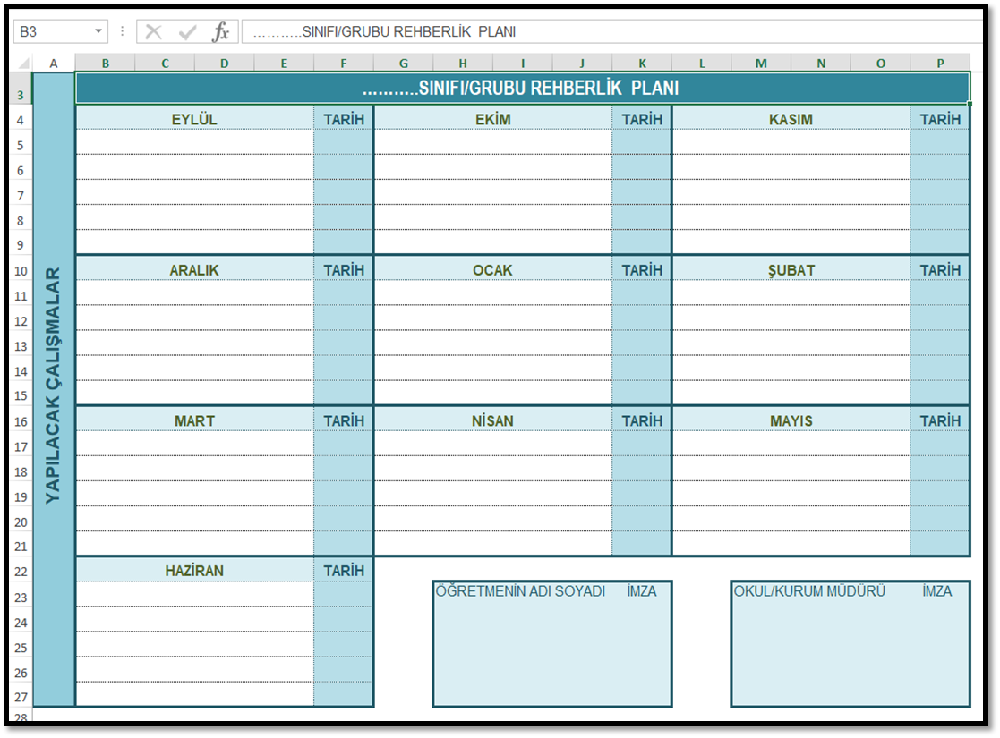 B3 fx ………..SINIFI/GRUBU REHBERLİK  PLANI
A B C D E F G H I J K L M N O P
3 ………..SINIFI/GRUBU REHBERLİK  PLANI
4 EYLÜL TARİH EKİM TARİH KASIM TARİH
5
6
7
8
9
10 ARALIK TARİH OCAK TARİH ŞUBAT TARİH
YAPILACAK ÇALIŞMALAR
11
12
13
14
15
16 MART TARİH NİSAN TARİH MAYIS TARİH
17
18
19
20
21
22 HAZİRAN TARİH
23 ÖĞRETMENİN ADI SOYADI İMZA OKUL/KURUM MÜDÜRÜ İMZA
24
25
26
27
28